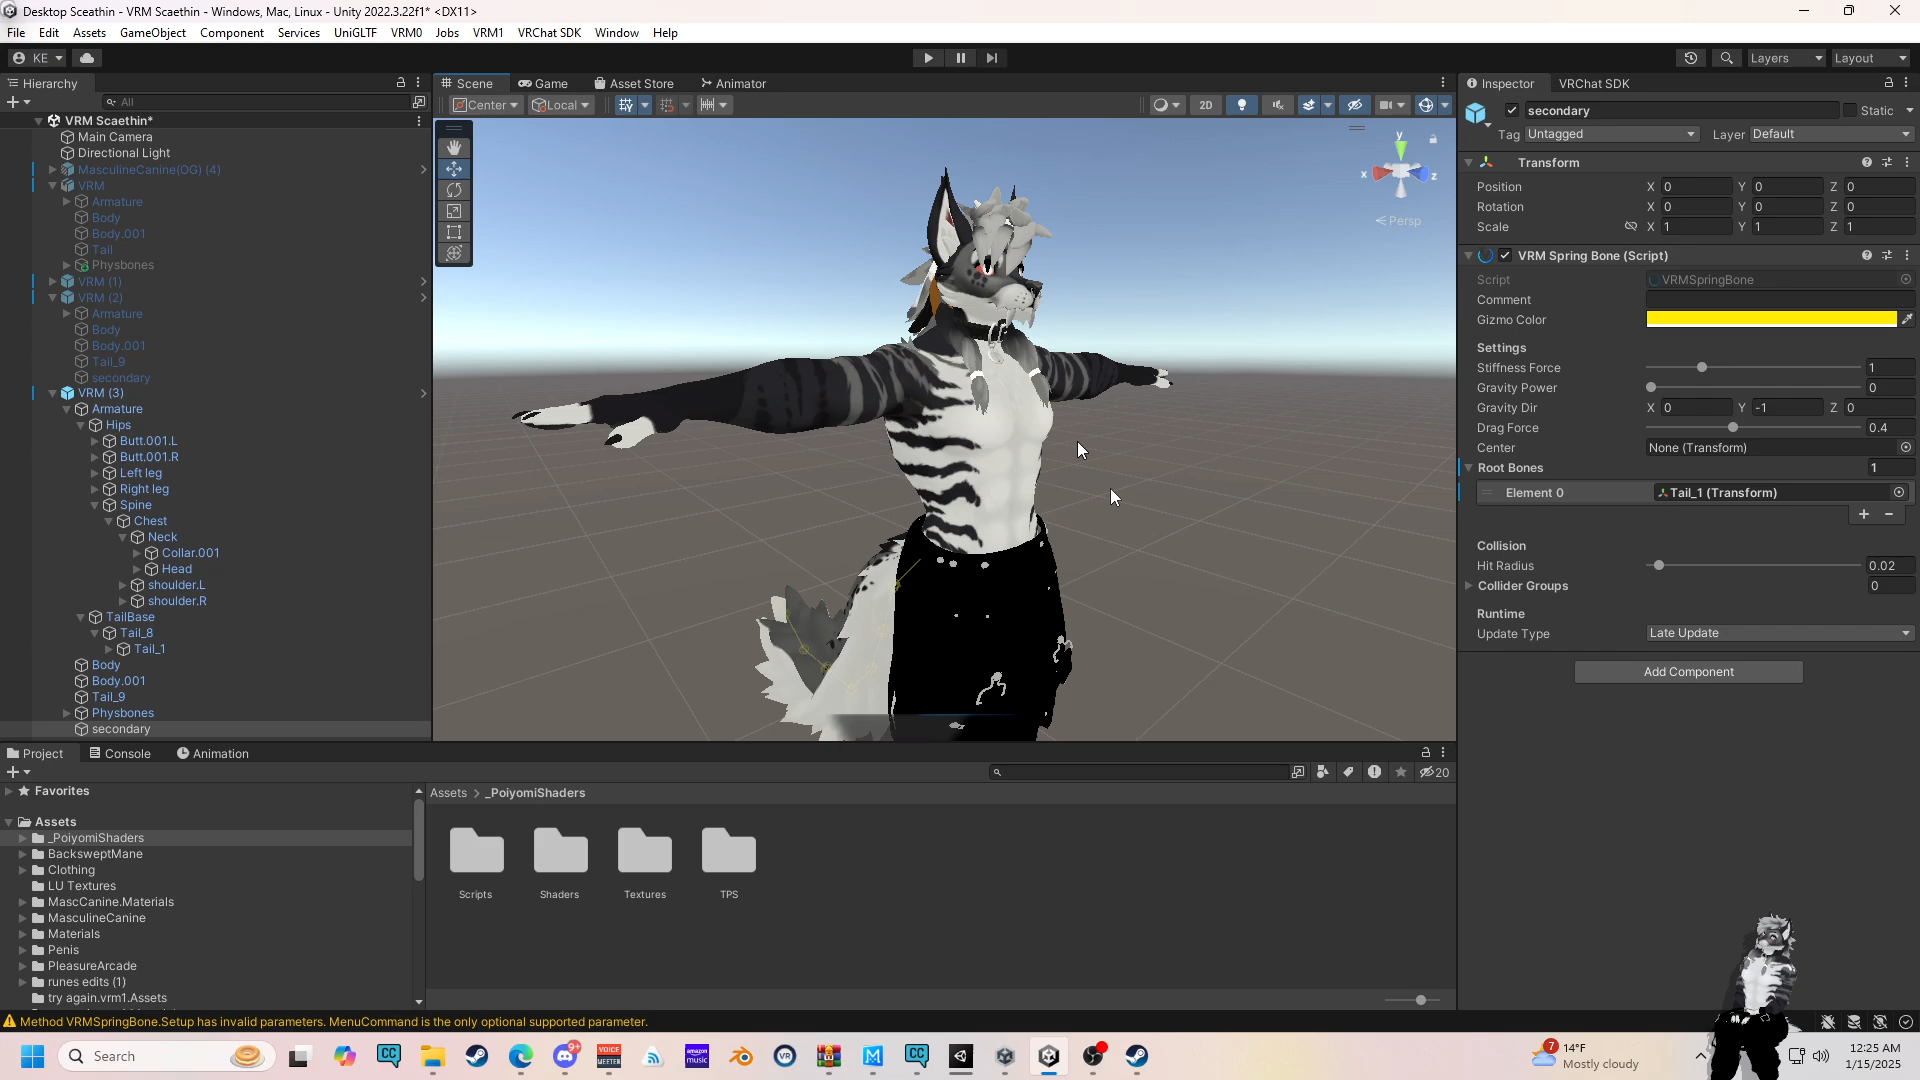 Desktop Sceathin - VRM Scaethin - Windows, Mac, Linux - Unity 2022.3.22f1* <DX11>
File Edit Assets GameObject Component Services UniGLTF VRM0 Jobs VRM1 VRChat SDK Window Help
KE Layers Layout
Hierarchy
All
VRM Scaethin*
Main Camera
Directional Light
MasculineCanine(OG) (4)
VRM
Armature
Body
Body.001
Tail
Physbones
VRM (1)
VRM (2)
Armature
Body
Body.001
Tail_9
secondary
VRM (3)
Armature
Hips
Butt.001.L
Butt.001.R
Left leg
Right leg
Spine
Chest
Neck
Collar.001
Head
shoulder.L
shoulder.R
TailBase
Tail_8
Tail_1
Body
Body.001
Tail_9
Physbones
secondary
Scene Game Asset Store Animator
Center Local 2D
y
x z
Persp
Inspector VRChat SDK
secondary Static
Tag Untagged Layer Default
Transform
Position X 0 Y 0 Z 0
Rotation X 0 Y 0 Z 0
Scale X 1 Y 1 Z 1
VRM Spring Bone (Script)
Script VRMSpringBone
Comment
Gizmo Color
Settings
Stiffness Force 1
Gravity Power 0
Gravity Dir X 0 Y -1 Z 0
Drag Force 0.4
Center None (Transform)
Root Bones 1
Element 0 Tail_1 (Transform)
Collision
Hit Radius 0.02
Collider Groups 0
Runtime
Update Type Late Update
Add Component
Project Console Animation
20
Favorites
Assets
_PoiyomiShaders
BacksweptMane
Clothing
LU Textures
MascCanine.Materials
MasculineCanine
Materials
Penis
PleasureArcade
runes edits (1)
try again.vrm1.Assets
Assets > _PoiyomiShaders
Scripts Shaders Textures TPS
Method VRMSpringBone.Setup has invalid parameters. MenuCommand is the only optional supported parameter.
Search
CC
9+
VOICE MEETER
amazon music
VR
CC
7
14°F
Mostly cloudy
12:25 AM
1/15/2025